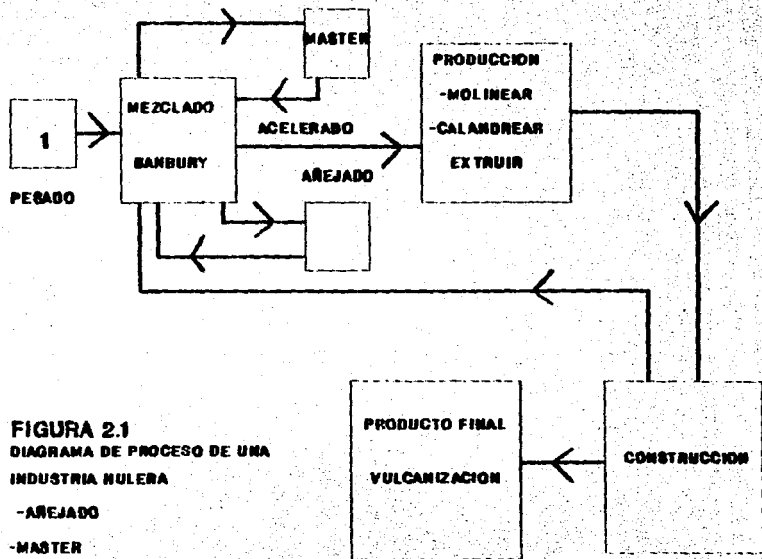 MASTER
PRODUCCION
-MOLINEAR
-CALANDREAR
EXTRUIR
MEZCLADO
BANBURY
1
PESADO
ACELERADO
AÑEJADO
PRODUCTO FINAL
VULCANIZACION
CONSTRUCCION
FIGURA 2.1
DIAGRAMA DE PROCESO DE UNA
INDUSTRIA HULERA
-AÑEJADO
-MASTER